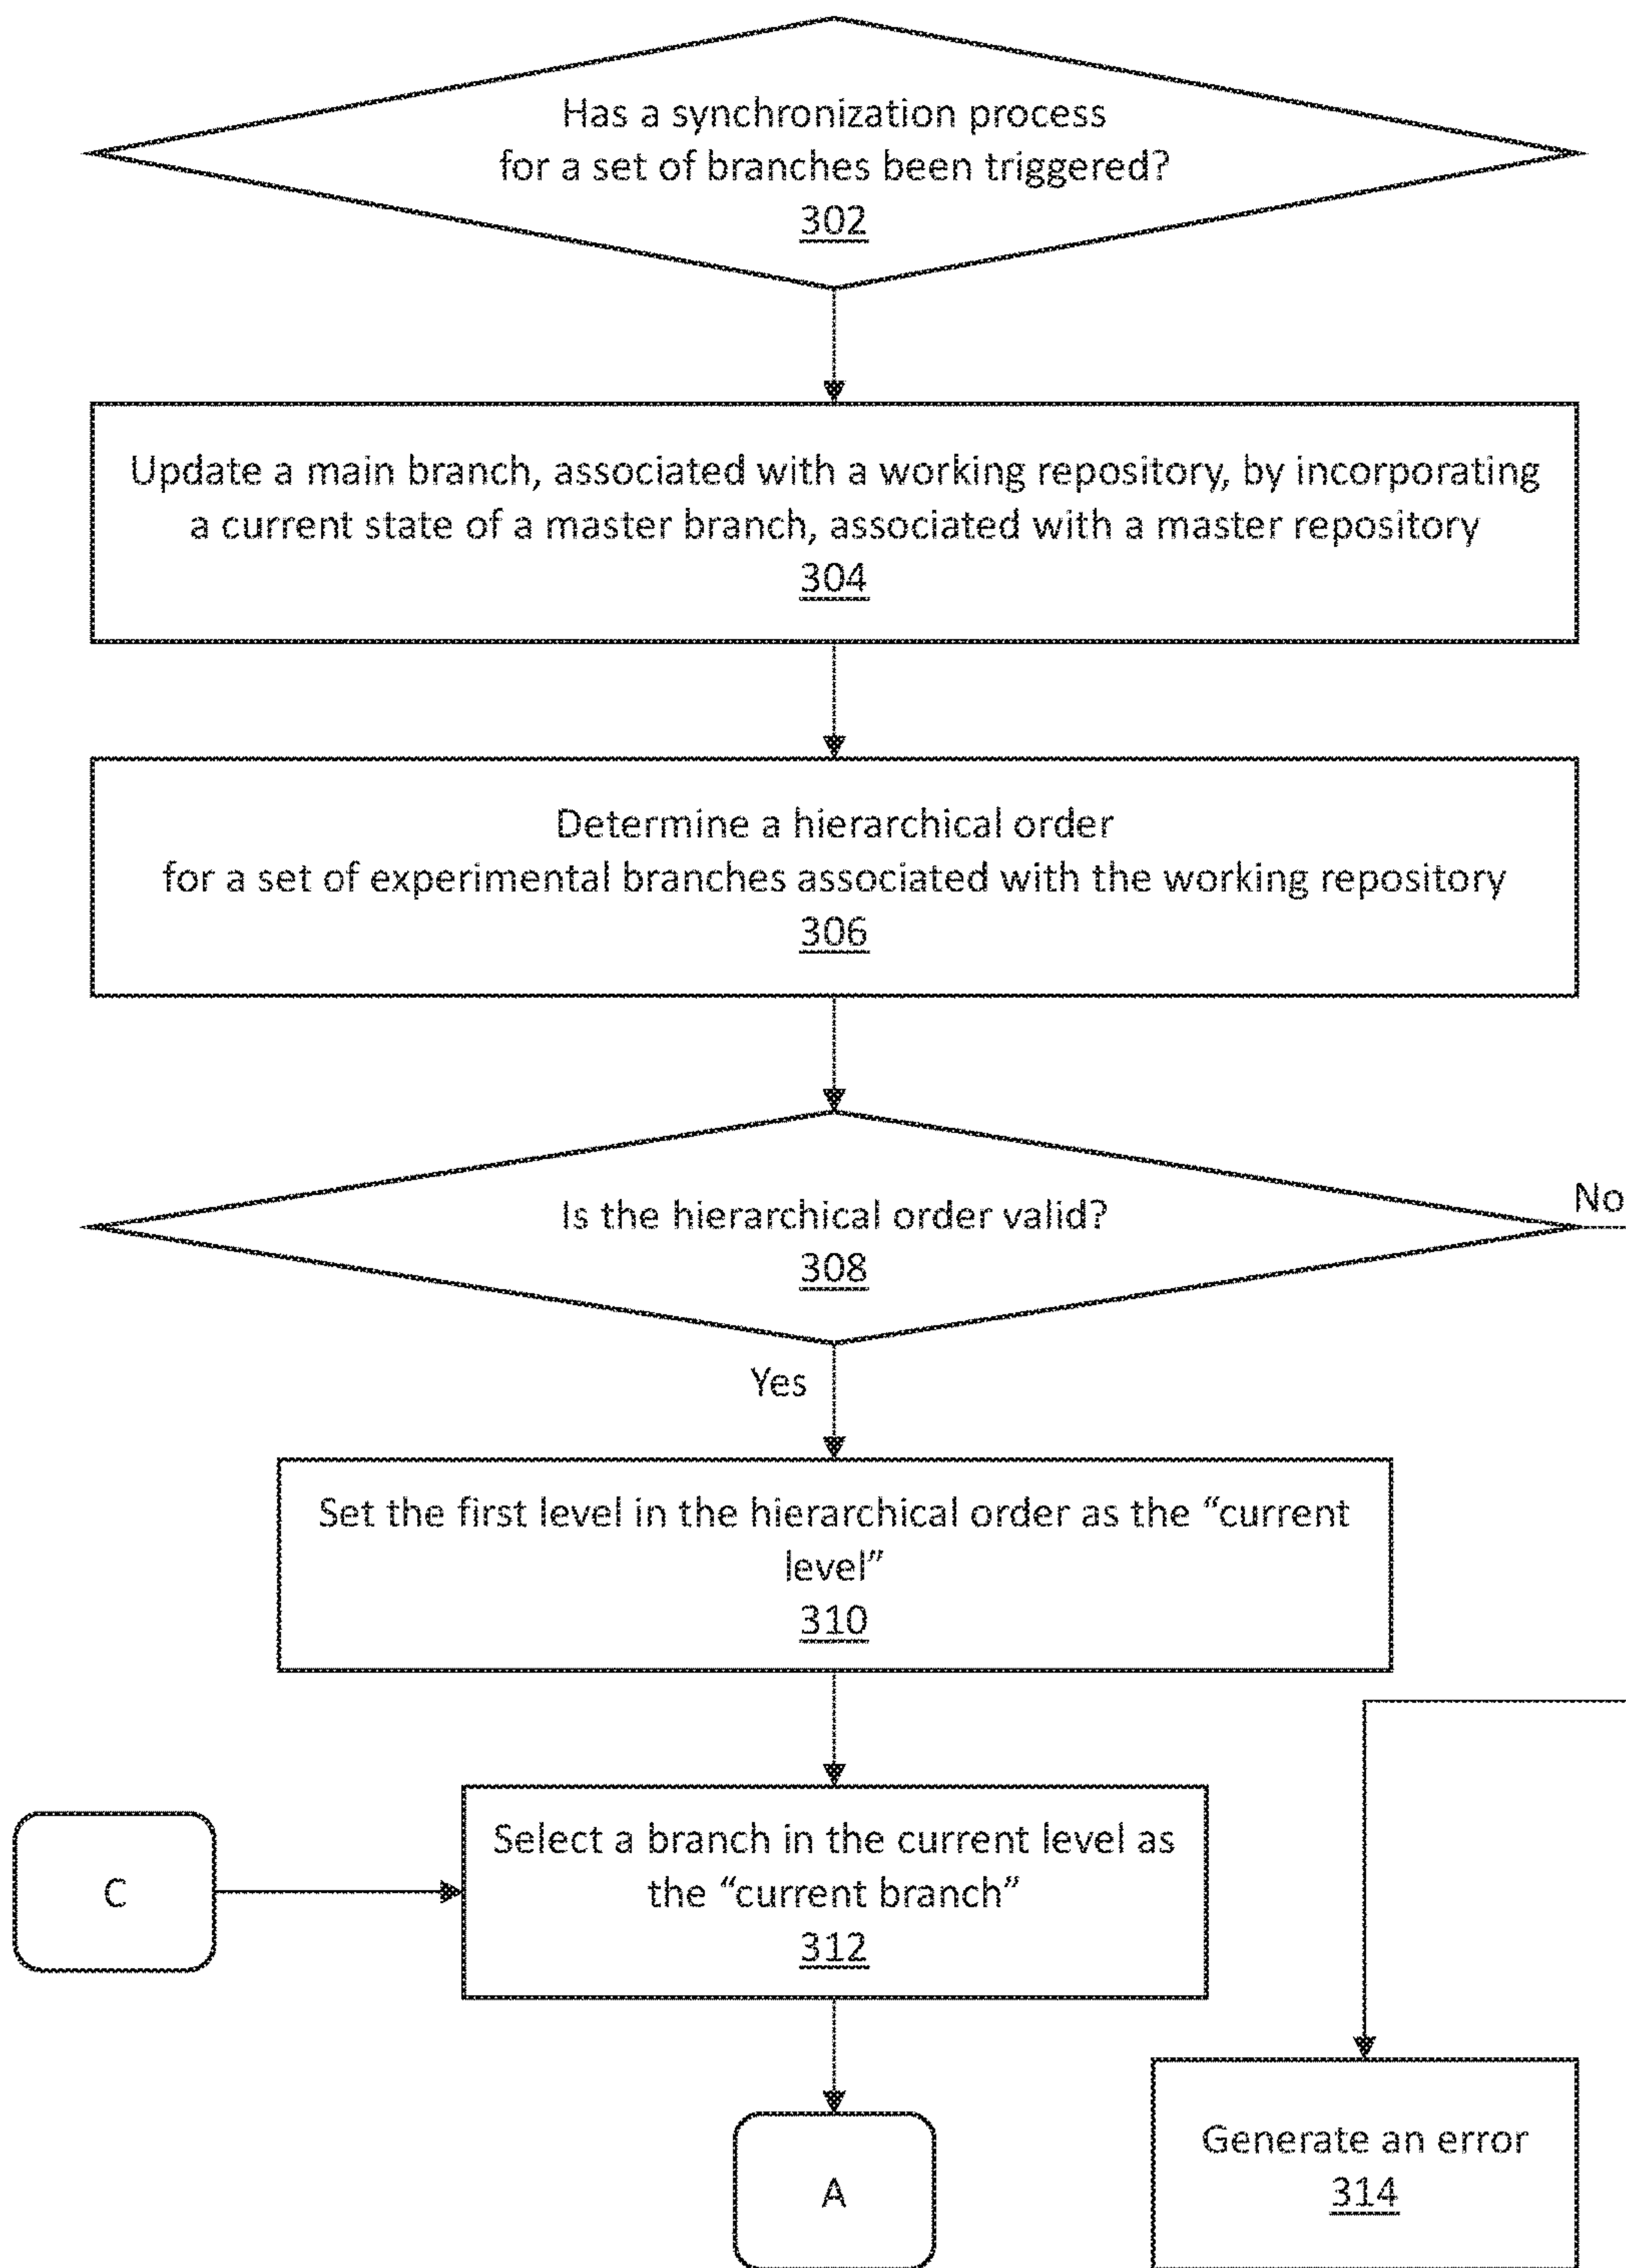 Has a synchronization process
for a set of branches been triggered?
302
Update a main branch, associated with a working repository, by incorporating
a current state of a master branch, associated with a master repository
304
Determine a hierarchical order
for a set of experimental branches associated with the working repository
306
Is the hierarchical order valid?
308
No
Yes
Set the first level in the hierarchical order as the “current
level”
310
C
Select a branch in the current level as
the “current branch”
312
A
Generate an error
314